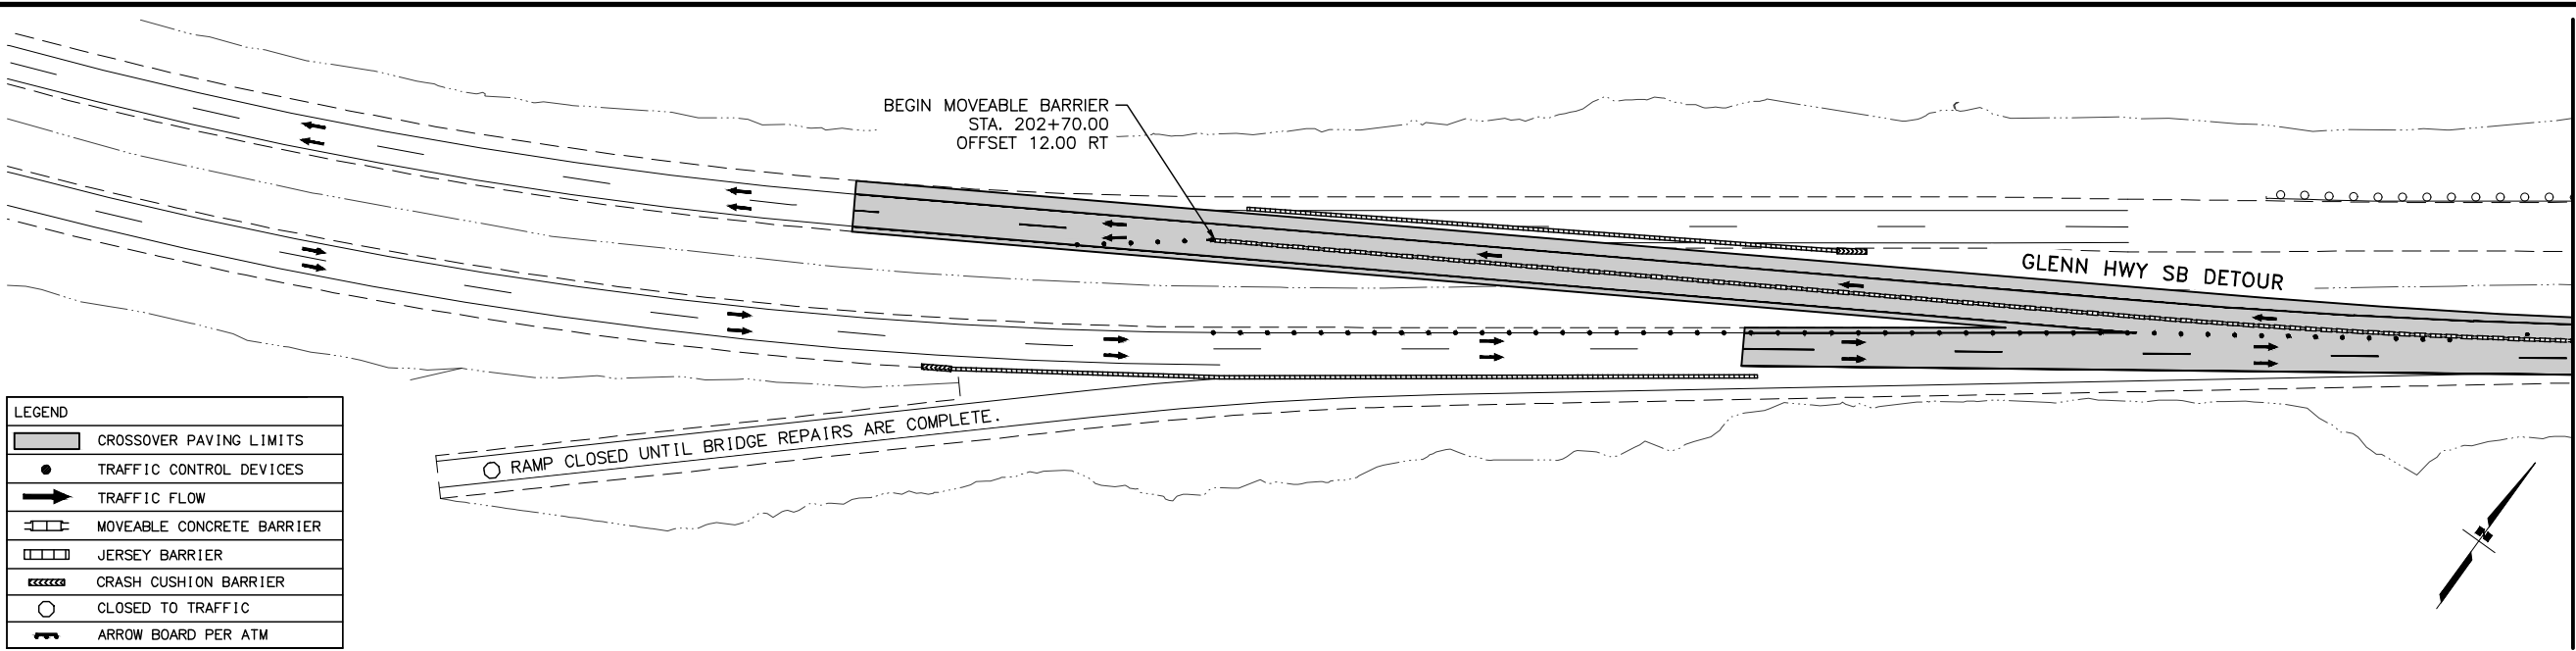 BEGIN MOVEABLE BARRIER
STA. 202+70.00
OFFSET 12.00 RT
GLENN HWY SB DETOUR
RAMP CLOSED UNTIL BRIDGE REPAIRS ARE COMPLETE.
LEGEND
CROSSOVER PAVING LIMITS
TRAFFIC CONTROL DEVICES
TRAFFIC FLOW
MOVEABLE CONCRETE BARRIER
JERSEY BARRIER
CRASH CUSHION BARRIER
CLOSED TO TRAFFIC
ARROW BOARD PER ATM
N